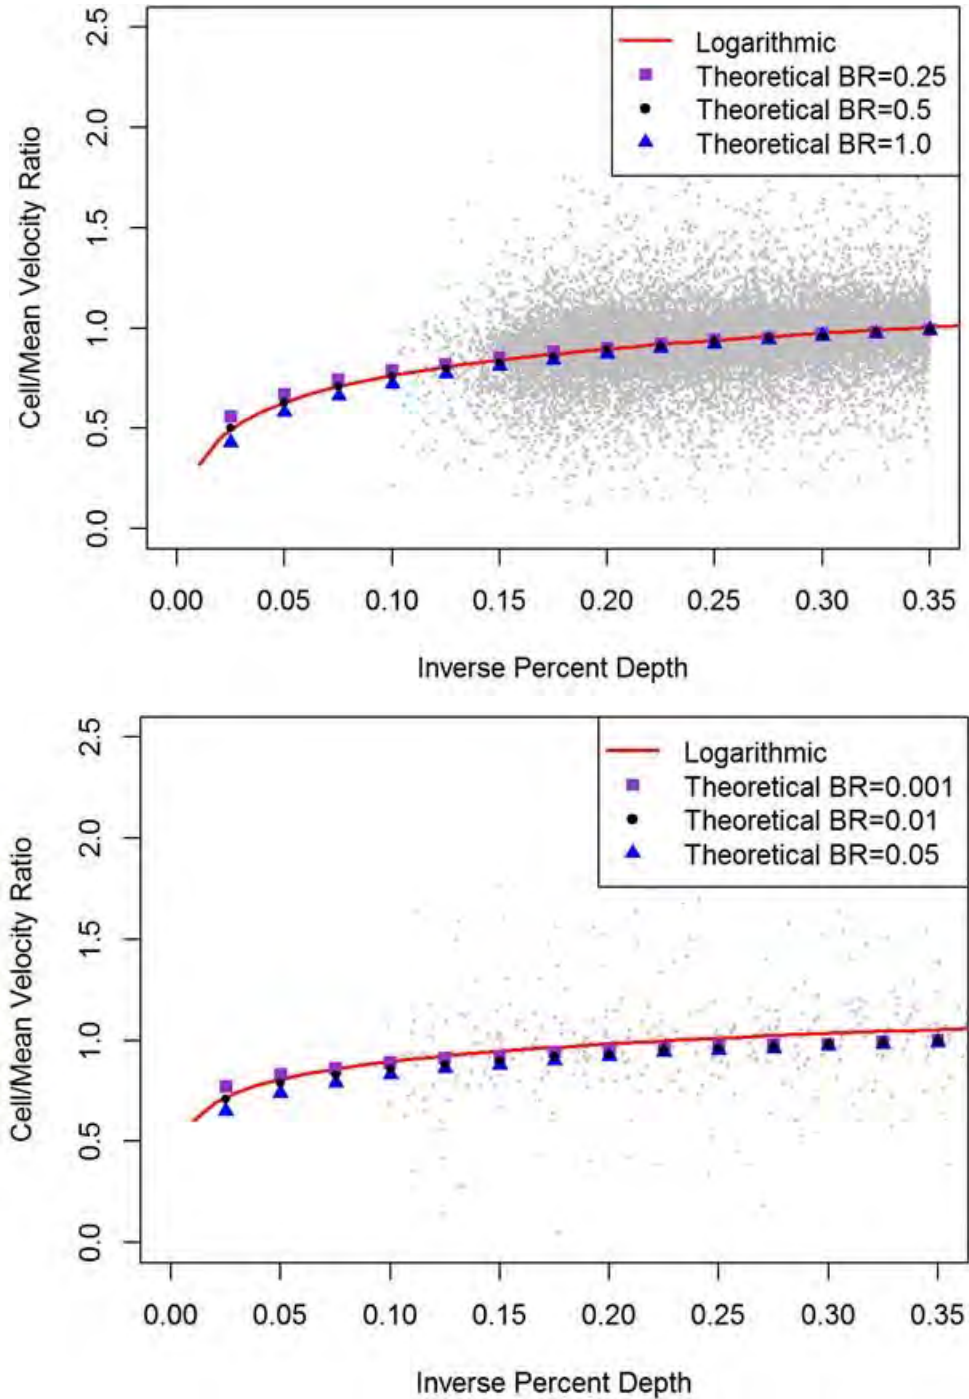 2.5
2.0
1.5
1.0
0.5
0.0
Cell/Mean Velocity Ratio
Logarithmic
Theoretical BR=0.25
Theoretical BR=0.5
Theoretical BR=1.0
0.00 0.05 0.10 0.15 0.20 0.25 0.30 0.35
Inverse Percent Depth
2.5
2.0
1.5
1.0
0.5
0.0
Cell/Mean Velocity Ratio
Logarithmic
Theoretical BR=0.001
Theoretical BR=0.01
Theoretical BR=0.05
0.00 0.05 0.10 0.15 0.20 0.25 0.30 0.35
Inverse Percent Depth